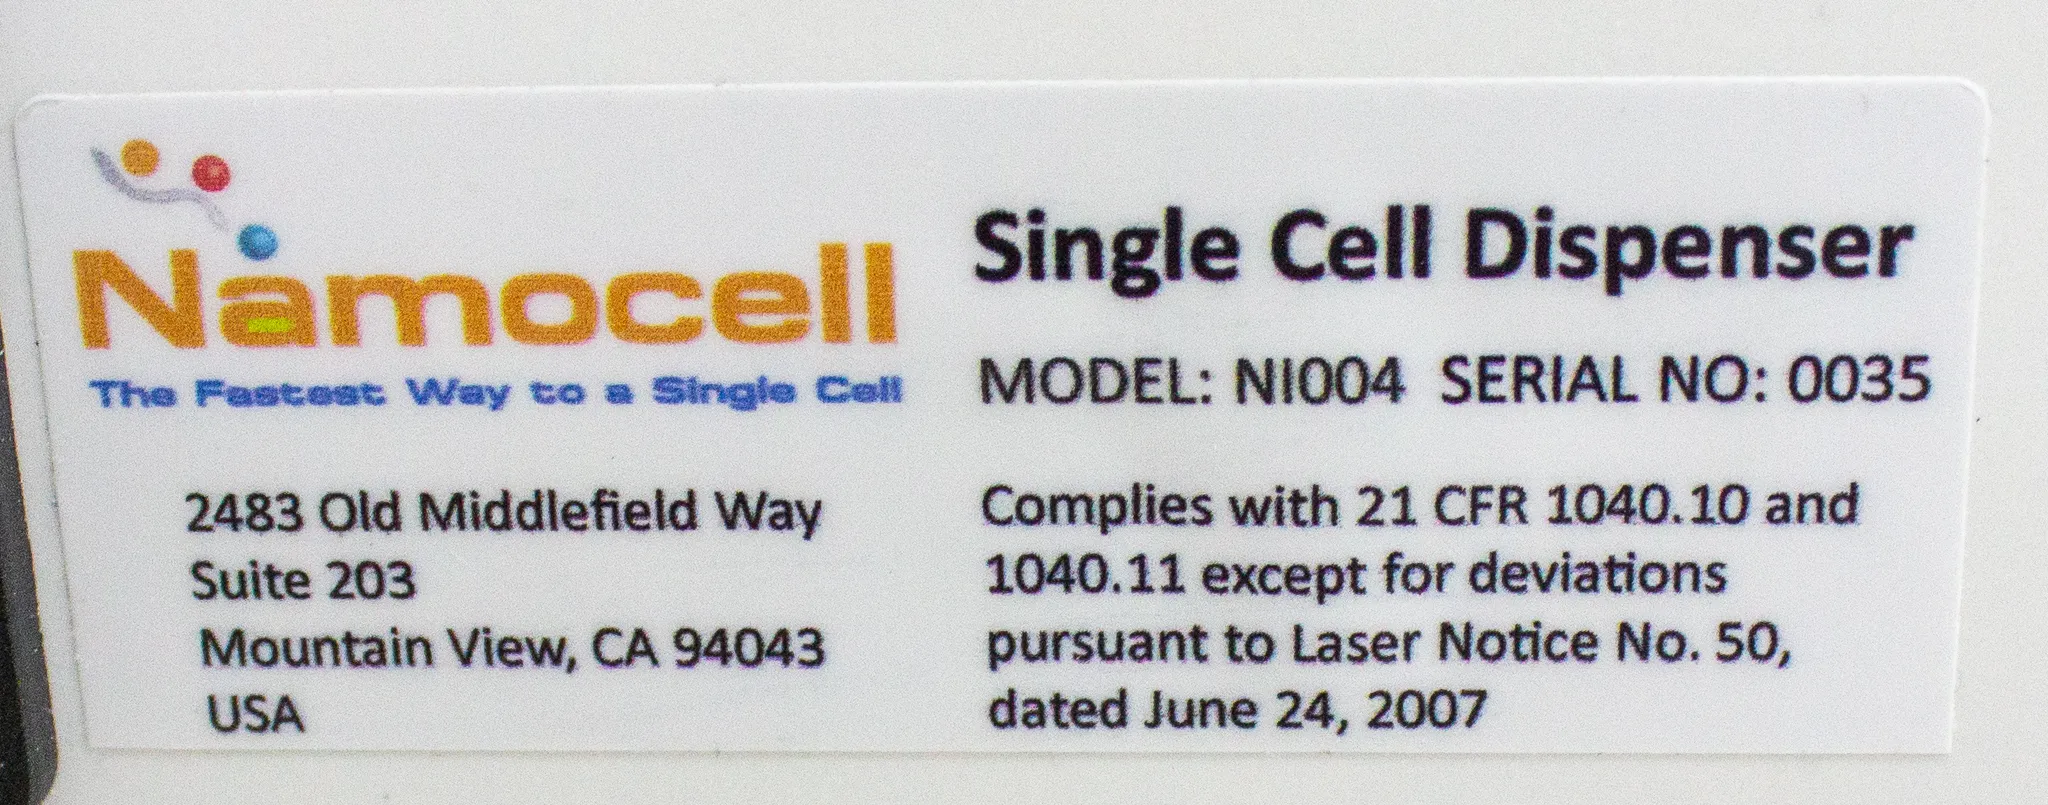 Namocell
The Fastest Way to a Single Cell
2483 Old Middlefield Way
Suite 203
Mountain View, CA 94043
USA
Single Cell Dispenser
MODEL: NI004 SERIAL NO: 0035
Complies with 21 CFR 1040.10 and
1040.11 except for deviations
pursuant to Laser Notice No. 50,
dated June 24, 2007